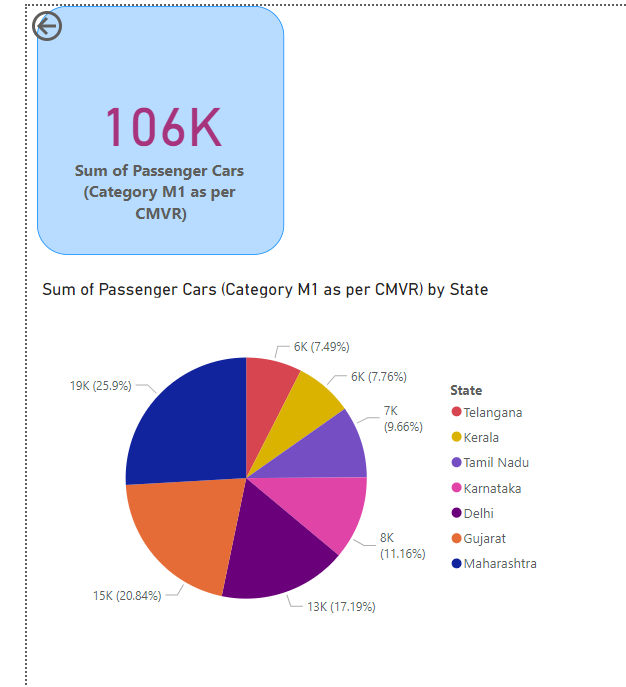 106K
Sum of Passenger Cars
(Category M1 as per
CMVR)
Sum of Passenger Cars (Category M1 as per CMVR) by State
6K (7.49%)
6K (7.76%)
7K
(9.66%)
8K
(11.16%)
13K (17.19%)
15K (20.84%)
19K (25.9%)
State
Telangana
Kerala
Tamil Nadu
Karnataka
Delhi
Gujarat
Maharashtra